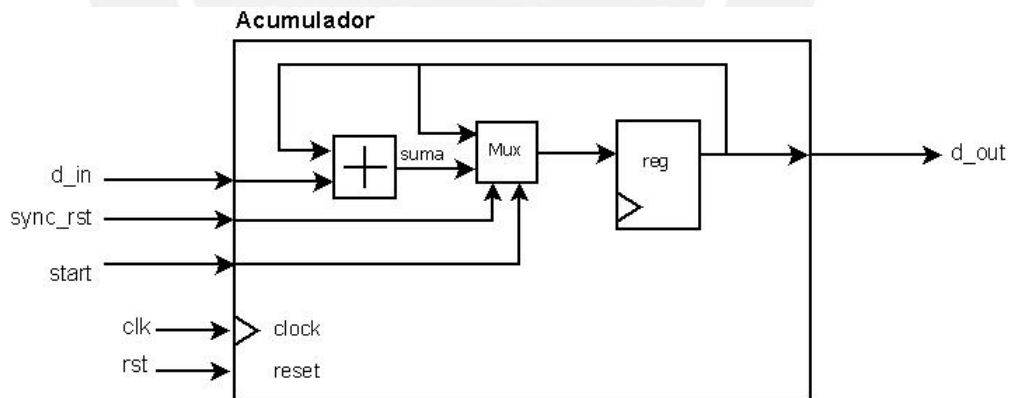 Acumulador
d_in
sync_rst
start
clk
rst
suma
Mux
reg
d_out
clock
reset